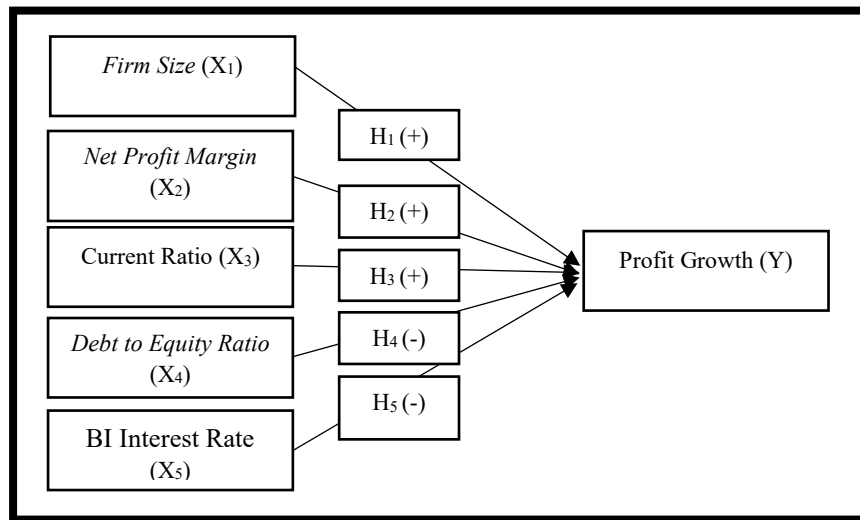 Firm Size (X₁)
H₁ (+)
Net Profit Margin
(X₂)
H₂ (+)
Current Ratio (X₃)
H₃ (+)
Profit Growth (Y)
Debt to Equity Ratio
(X₄)
H₄ (-)
BI Interest Rate
(X₅)
H₅ (-)